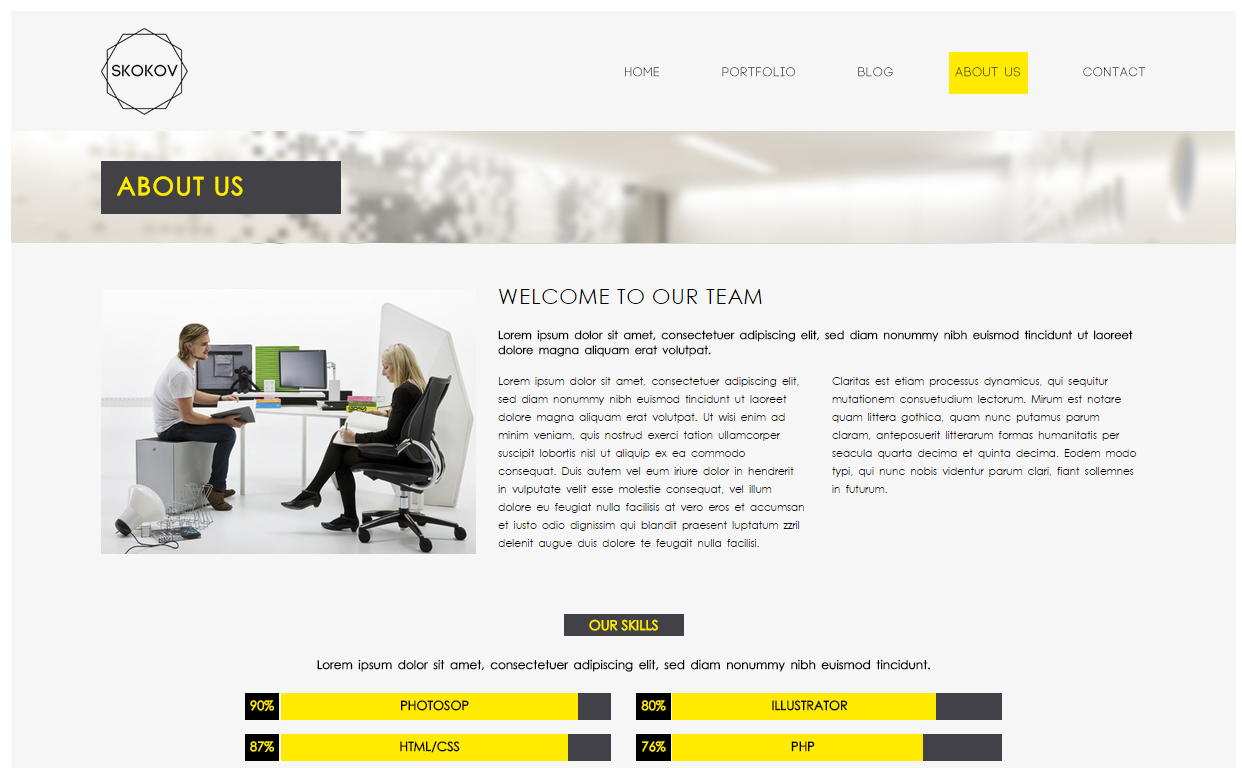 SKOKOV
HOME PORTFOLIO BLOG ABOUT US CONTACT
ABOUT US
WELCOME TO OUR TEAM
Lorem ipsum dolor sit amet, consectetuer adipiscing elit, sed diam nonummy nibh euismod tincidunt ut laoreet
dolore magna aliquam erat volutpat.
Lorem ipsum dolor sit amet, consectetuer adipiscing elit,
sed diam nonummy nibh euismod tincidunt ut laoreet
dolore magna aliquam erat volutpat. Ut wisi enim ad
minim veniam, quis nostrud exerci tation ullamcorper
suscipit lobortis nisl ut aliquip ex ea commodo
consequat. Duis autem vel eum iriure dolor in hendrerit
in vulputate velit esse molestie consequat, vel illum
dolore eu feugiat nulla facilisis at vero eros et accumsan
et iusto odio dignissim qui blandit praesent luptatum zzril
delenit augue duis dolore te feugait nulla facilisi.
Claritas est etiam processus dynamicus, qui sequitur
mutationem consuetudium lectorum. Mirum est notare
quam littera gothica, quam nunc putamus parum
claram, anteposuerit litterarum formas humanitatis per
seacula quarta decima et quinta decima. Eodem modo
typi, qui nunc nobis videntur parum clari, fiant sollemnes
in futurum.
OUR SKILLS
Lorem ipsum dolor sit amet, consectetuer adipiscing elit, sed diam nonummy nibh euismod tincidunt.
90% PHOTOSOP
80% ILLUSTRATOR
87% HTML/CSS
76% PHP